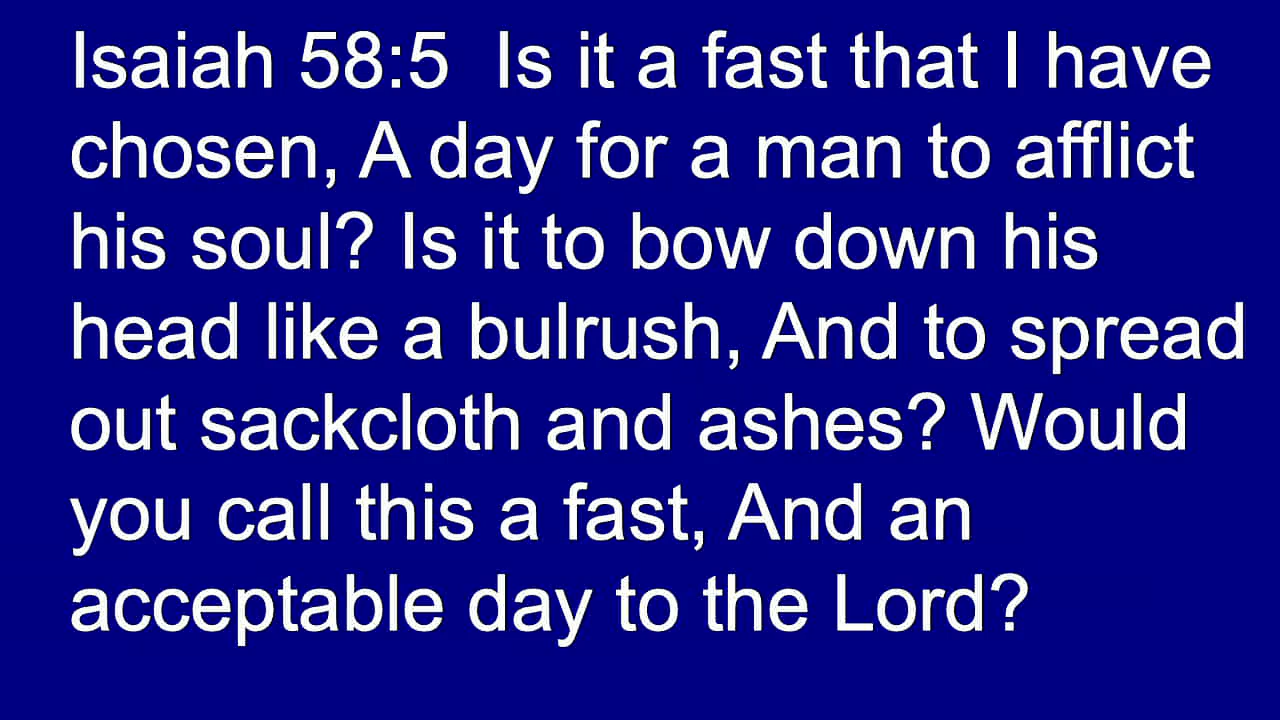 Isaiah 58:5  Is it a fast that I have
chosen, A day for a man to afflict
his soul? Is it to bow down his
head like a bulrush, And to spread
out sackcloth and ashes? Would
you call this a fast, And an
acceptable day to the Lord?